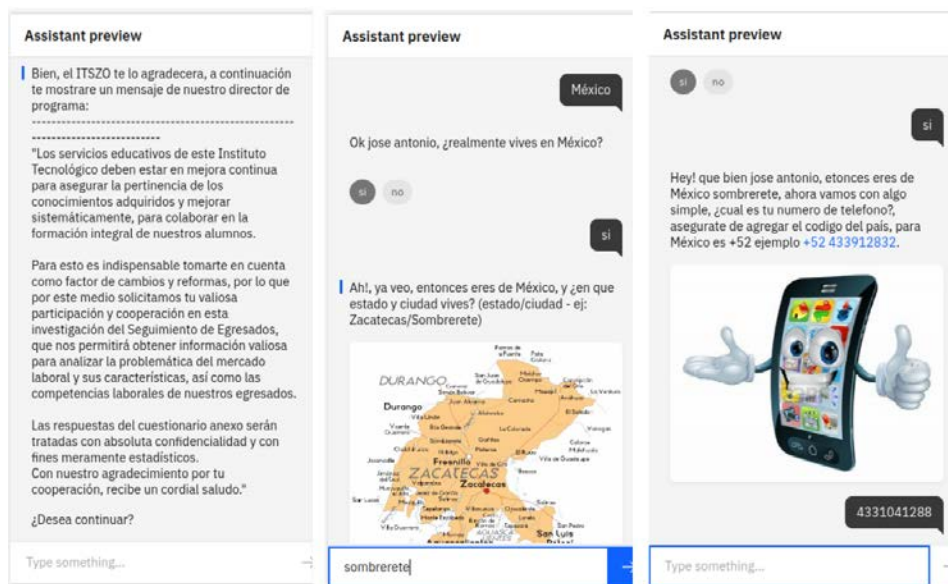 Assistant preview
Bien, el ITSZO te lo agradecera, a continuación
te mostrare un mensaje de nuestro director de
programa:
-----------------------------------------------------
--------------------------
"Los servicios educativos de este Instituto
Tecnológico deben estar en mejora continua
para asegurar la pertinencia de los
conocimientos adquiridos y mejorar
sistemáticamente, para colaborar en la
formación integral de nuestros alumnos.
Para esto es indispensable tomarte en cuenta
como factor de cambios y reformas, por lo que
por este medio solicitamos tu valiosa
participación y cooperación en esta
investigación del Seguimiento de Egresados,
que nos permitirá obtener información valiosa
para analizar la problemática del mercado
laboral y sus características, así como las
competencias laborales de nuestros egresados.
Las respuestas del cuestionario anexo serán
tratadas con absoluta confidencialidad y con
fines meramente estadísticos.
Con nuestro agradecimiento por tu
cooperación, recibe un cordial saludo."
¿Desea continuar?
Type something...
Assistant preview
México
Ok jose antonio, ¿realmente vives en México?
si
no
si
Ah!, ya veo, entonces eres de México, y ¿en que
estado y ciudad vives? (estado/ciudad - ej:
Zacatecas/Sombrerete)
DURANGO
Durango
Fresnillo
ZACATECAS
Zacatecas
San Luis
sombrerete
Assistant preview
si
no
si
Hey! que bien jose antonio, etonces eres de
México sombrerete, ahora vamos con algo
simple, ¿cual es tu numero de telefono?,
asegurate de agregar el codigo del país, para
México es +52 ejemplo +52 433912832.
4331041288
Type something...